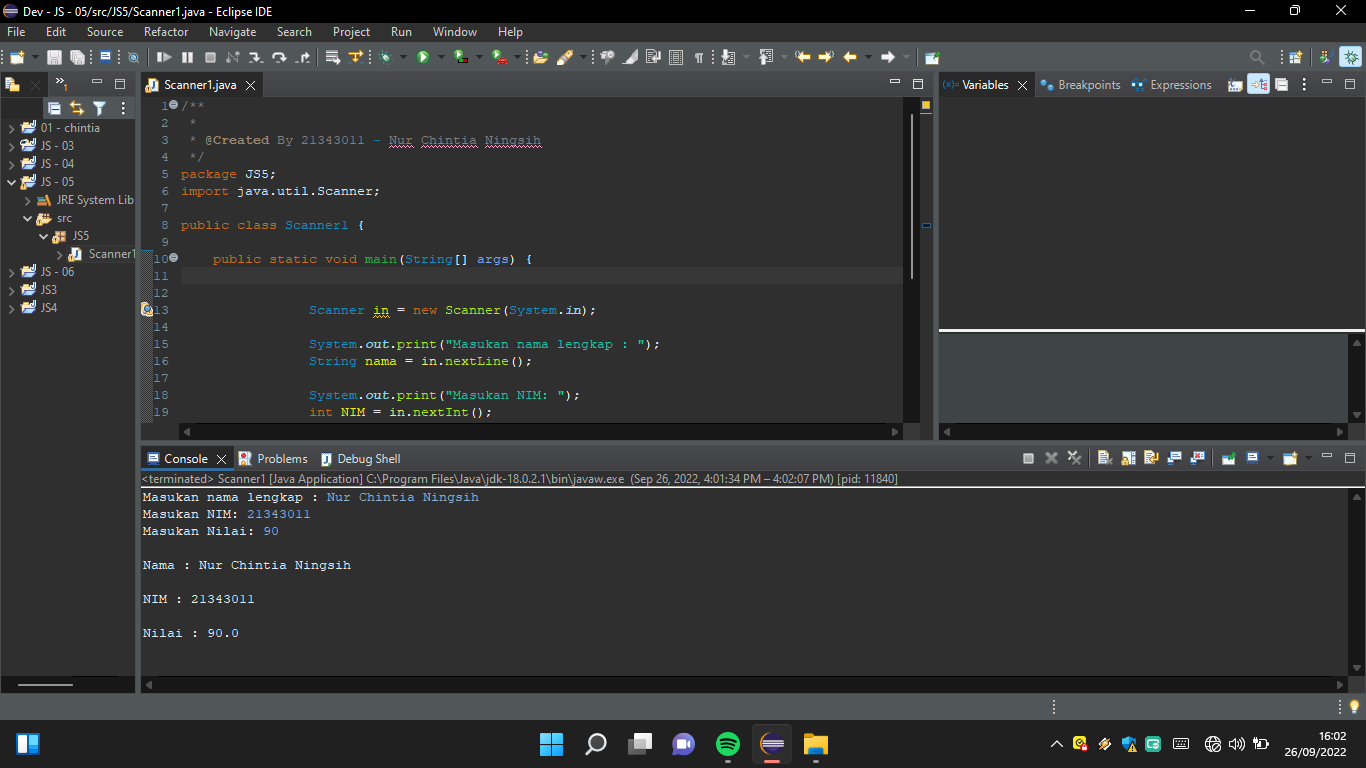 Dev - JS - 05/src/JS5/Scanner1.java - Eclipse IDE
File Edit Source Refactor Navigate Search Project Run Window Help
Scanner1.java
Variables Breakpoints Expressions
01 - chintia
JS - 03
JS - 04
JS - 05
JRE System Lib
src
JS5
Scanner1
JS - 06
JS3
JS4
1 /**
2 *
3 * @Created By 21343011 - Nur Chintia Ningsih
4 */
5 package JS5;
6 import java.util.Scanner;
7
8 public class Scanner1 {
9
10 public static void main(String[] args) {
11
12
13 Scanner in = new Scanner(System.in);
14
15 System.out.print("Masukan nama lengkap : ");
16 String nama = in.nextLine();
17
18 System.out.print("Masukan NIM: ");
19 int NIM = in.nextInt();
Console Problems Debug Shell
<terminated> Scanner1 [Java Application] C:\Program Files\Java\jdk-18.0.2.1\bin\javaw.exe (Sep 26, 2022, 4:01:34 PM – 4:02:07 PM) [pid: 11840]
Masukan nama lengkap : Nur Chintia Ningsih
Masukan NIM: 21343011
Masukan Nilai: 90
Nama : Nur Chintia Ningsih
NIM : 21343011
Nilai : 90.0
16:02
26/09/2022